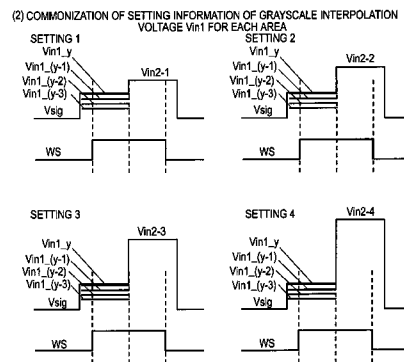 (2) COMMONIZATION OF SETTING INFORMATION OF GRAYSCALE INTERPOLATION
VOLTAGE Vin1 FOR EACH AREA
SETTING 1
Vin1_y
Vin1_(y-1)
Vin1_(y-2)
Vin1_(y-3)
Vsig
Vin2-1
WS
SETTING 2
Vin1_y
Vin1_(y-1)
Vin1_(y-2)
Vin1_(y-3)
Vsig
Vin2-2
WS
SETTING 3
Vin1_y
Vin1_(y-1)
Vin1_(y-2)
Vin1_(y-3)
Vsig
Vin2-3
WS
SETTING 4
Vin1_y
Vin1_(y-1)
Vin1_(y-2)
Vin1_(y-3)
Vsig
Vin2-4
WS